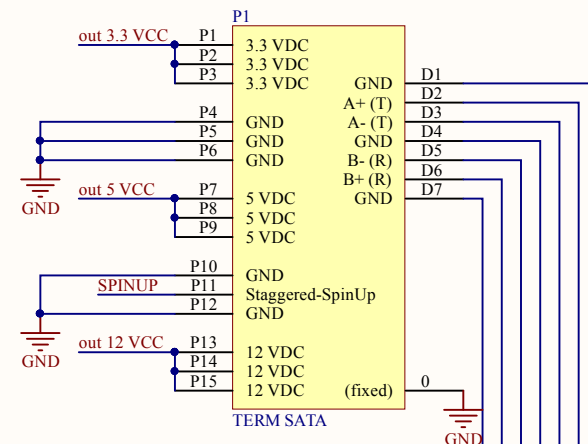 P1
out 3.3 VCC P1 3.3 VDC
P2 3.3 VDC
P3 3.3 VDC GND D1
A+ (T) D2
P4 GND A- (T) D3
P5 GND GND D4
P6 GND B- (R) D5
B+ (R) D6
GND
out 5 VCC P7 5 VDC GND D7
P8 5 VDC
P9 5 VDC
P10 GND
SPINUP P11 Staggered-SpinUp
P12 GND
GND
out 12 VCC P13 12 VDC
P14 12 VDC
P15 12 VDC (fixed) 0
TERM SATA
GND